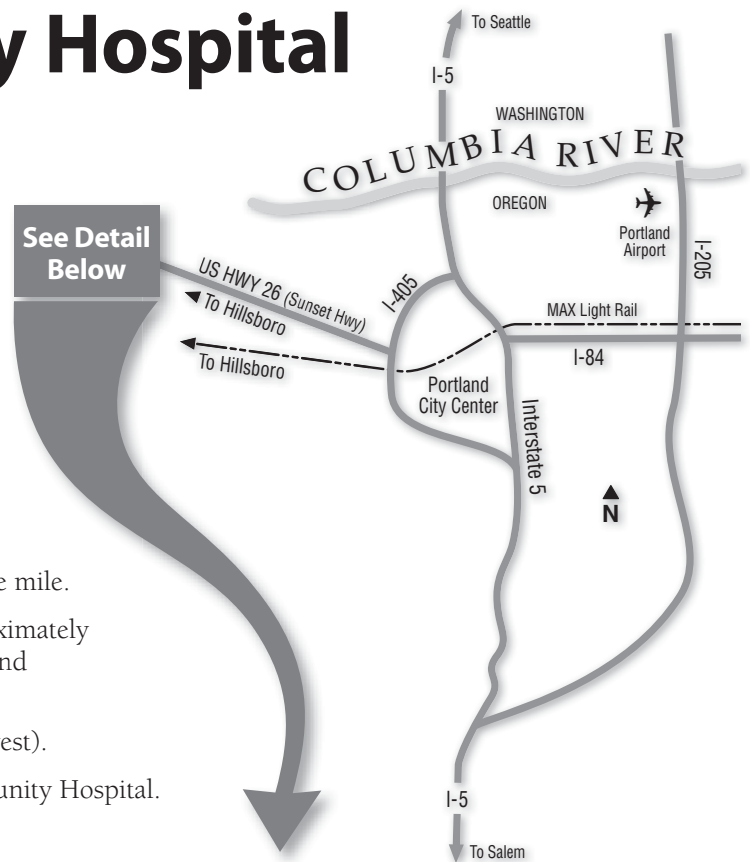 y Hospital
To Seattle
I-5
WASHINGTON
COLUMBIA RIVER
OREGON
Portland
Airport
I-205
See Detail
Below
US HWY 26 (Sunset Hwy)
To Hillsboro
I-405
MAX Light Rail
To Hillsboro
I-84
Portland
City Center
Interstate 5
N
e mile.
ximately
nd
rest).
unity Hospital.
I-5
To Salem